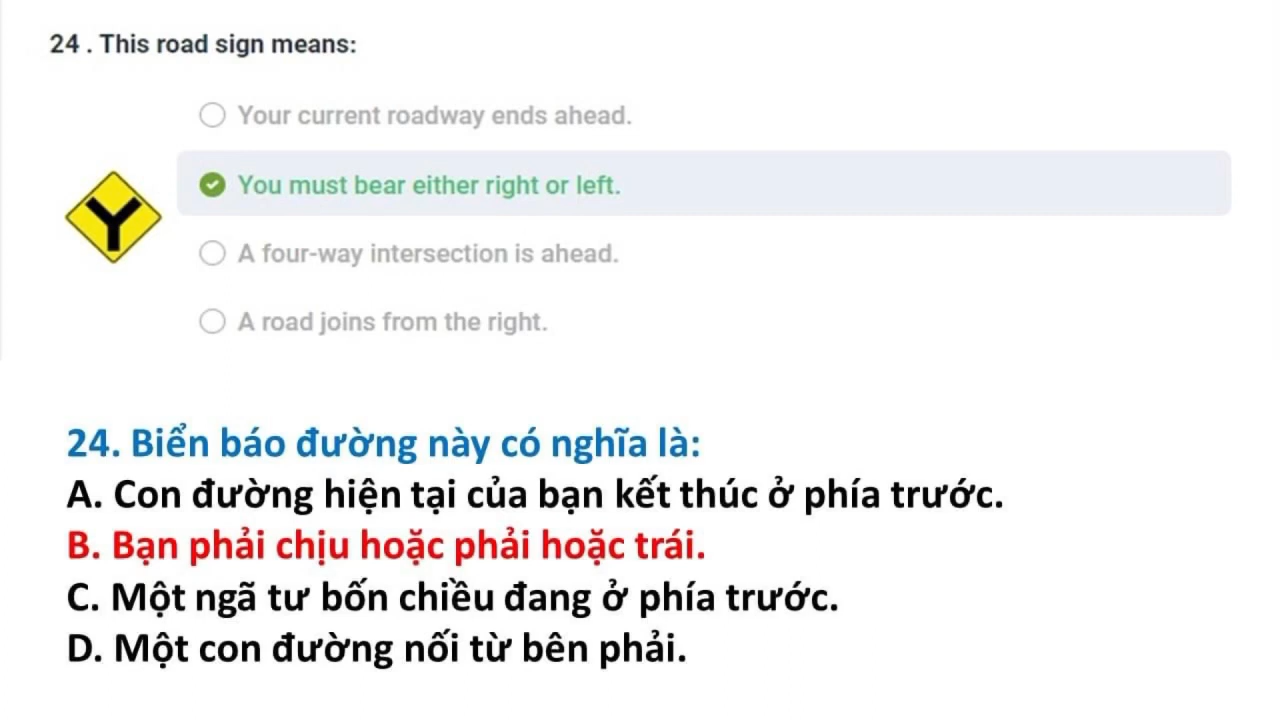 24 . This road sign means:
Your current roadway ends ahead.
You must bear either right or left.
A four-way intersection is ahead.
A road joins from the right.
24. Biển báo đường này có nghĩa là:
A. Con đường hiện tại của bạn kết thúc ở phía trước.
B. Bạn phải chịu hoặc phải hoặc trái.
C. Một ngã tư bốn chiều đang ở phía trước.
D. Một con đường nối từ bên phải.